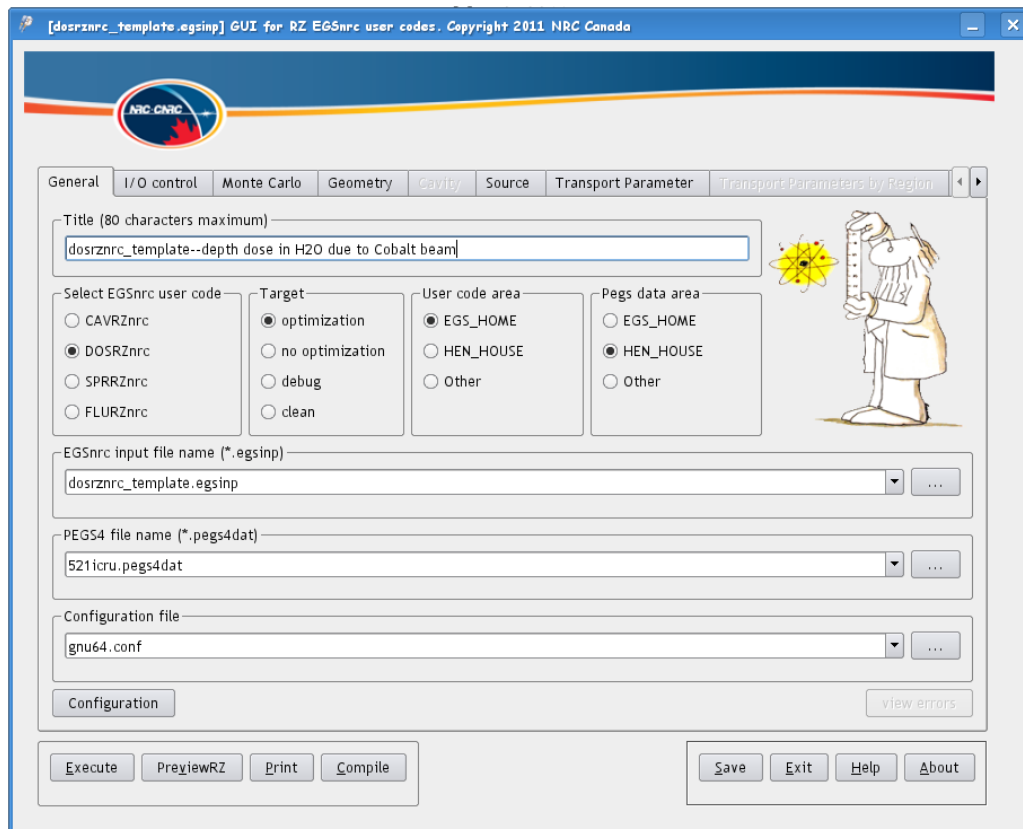 [dosrznrc_template.egsinp] GUI for RZ EGSnrc user codes. Copyright 2011 NRC Canada
NRC·CNRC
General I/O control Monte Carlo Geometry Cavity Source Transport Parameter Transport Parameters by Region
Title (80 characters maximum)
dosrznrc_template--depth dose in H2O due to Cobalt beam
Select EGSnrc user code Target User code area Pegs data area
CAVRZnrc optimization EGS_HOME EGS_HOME
DOSRZnrc no optimization HEN_HOUSE HEN_HOUSE
SPRRZnrc debug Other Other
FLURZnrc clean
EGSnrc input file name (*.egsinp)
dosrznrc_template.egsinp
...
PEGS4 file name (*.pegs4dat)
521icru.pegs4dat
...
Configuration file
gnu64.conf
...
Configuration view errors
Execute PreviewRZ Print Compile Save Exit Help About